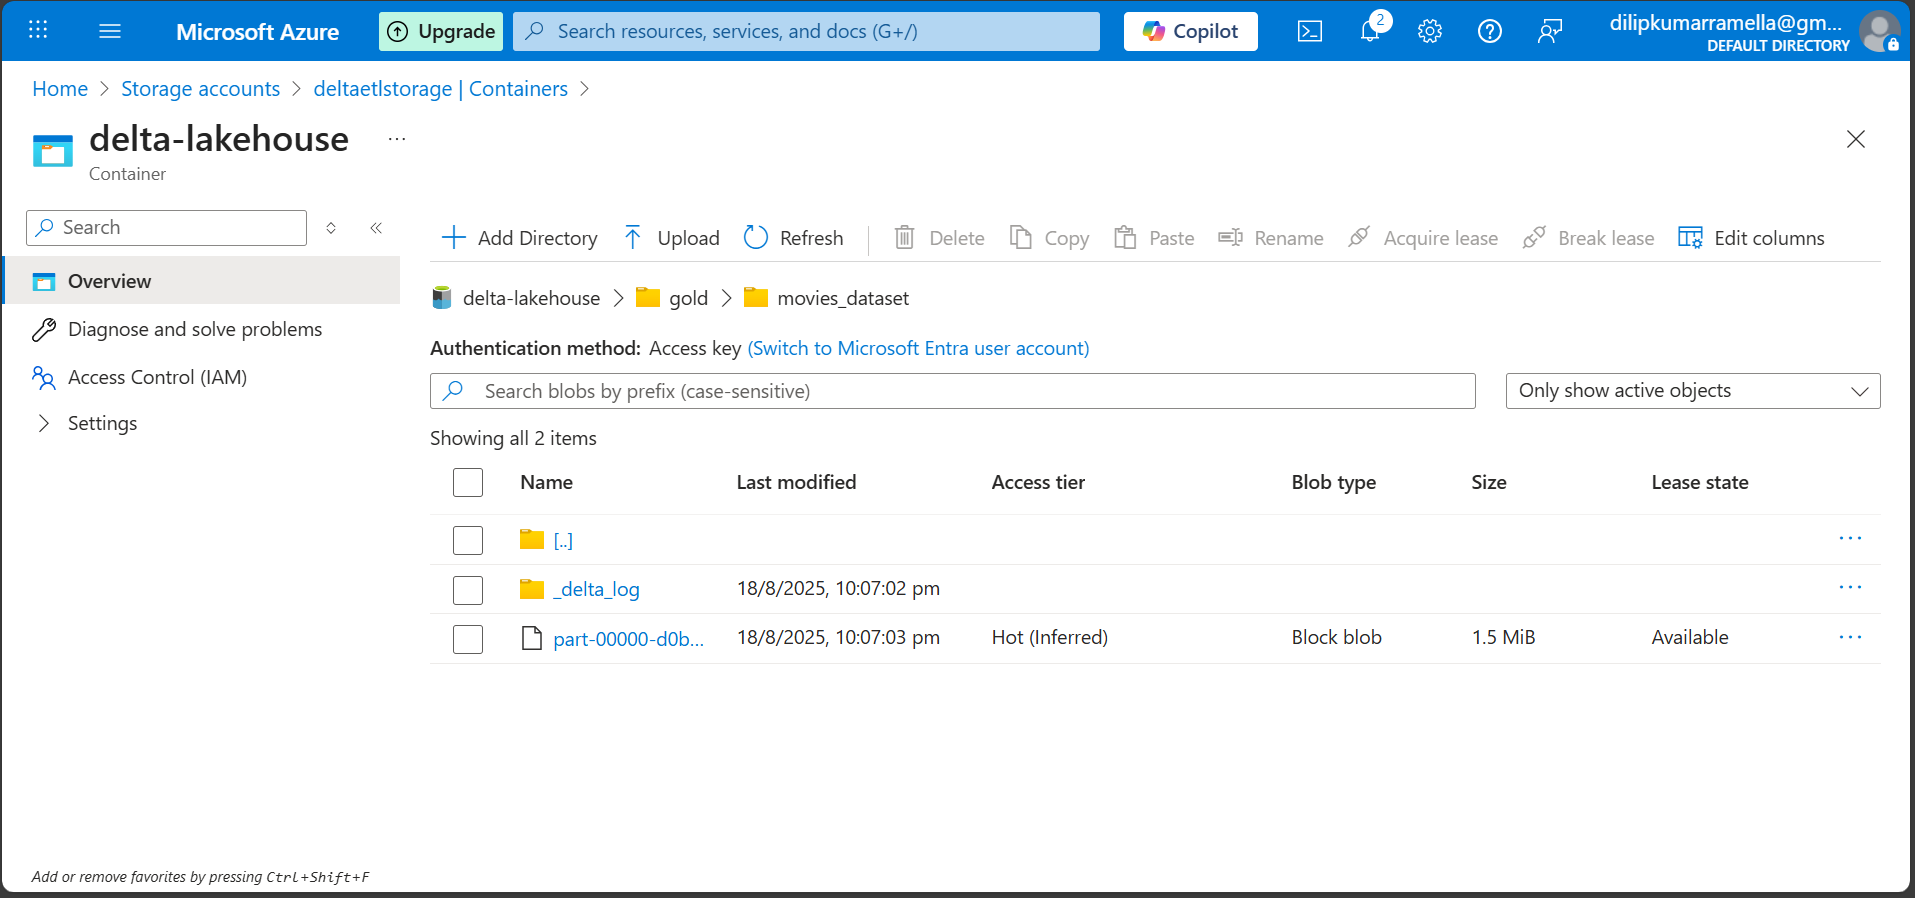 Microsoft Azure
Upgrade
Search resources, services, and docs (G+/)
Copilot
2
dilipkumarramella@gm...
DEFAULT DIRECTORY
Home > Storage accounts > deltaetlstorage | Containers >
delta-lakehouse
...
Container
Search
Overview
Diagnose and solve problems
Access Control (IAM)
Settings
Add Directory
Upload
Refresh
Delete
Copy
Paste
Rename
Acquire lease
Break lease
Edit columns
delta-lakehouse > gold > movies_dataset
Authentication method: Access key (Switch to Microsoft Entra user account)
Search blobs by prefix (case-sensitive)
Only show active objects
Showing all 2 items
Name Last modified Access tier Blob type Size Lease state
[..] ...
_delta_log 18/8/2025, 10:07:02 pm ...
part-00000-d0b... 18/8/2025, 10:07:03 pm Hot (Inferred) Block blob 1.5 MiB Available ...
Add or remove favorites by pressing Ctrl+Shift+F